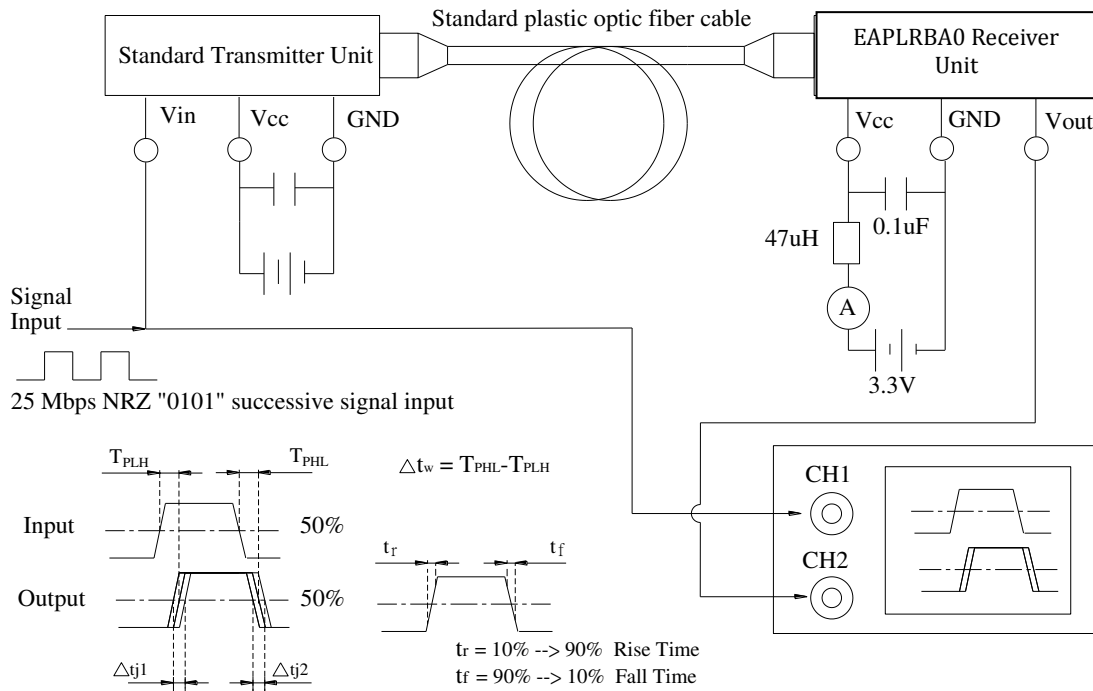 Standard plastic optic fiber cable
Standard Transmitter Unit
EAPLRBA0 Receiver
Unit
Vin
Vcc
GND
Vcc
GND
Vout
0.1uF
47uH
A
3.3V
Signal
Input
25 Mbps NRZ "0101" successive signal input
TPLH
TPHL
△tw = TPHL-TPLH
Input
50%
Output
50%
△tj1
△tj2
tr
tf
tr = 10% --> 90% Rise Time
tf = 90% --> 10% Fall Time
CH1
CH2